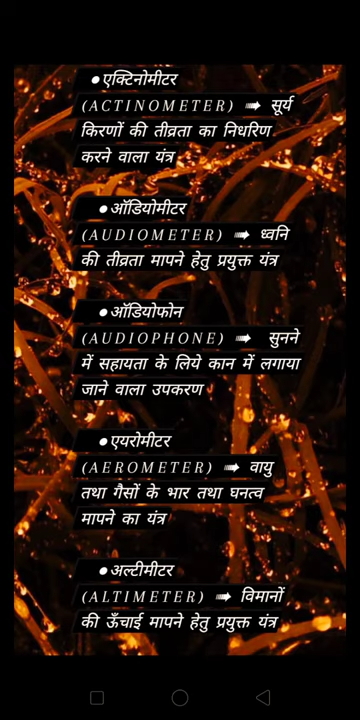 ●एक्टिनोमीटर
(ACTINOMETER) ➠ सूर्य
किरणों की तीव्रता का निधरिण
करने वाला यंत्र
●ऑडियोमीटर
(AUDIOMETER) ➠ ध्वनि
की तीव्रता मापने हेतु प्रयुक्त यंत्र
●ऑडियोफोन
(AUDIOPHONE) ➠ सुनने
में सहायता के लिये कान में लगाया
जाने वाला उपकरण
●एयरोमीटर
(AEROMETER) ➠ वायु
तथा गैसों के भार तथा घनत्व
मापने का यंत्र
●अल्टीमीटर
(ALTIMETER) ➠ विमानों
की ऊँचाई मापने हेतु प्रयुक्त यंत्र